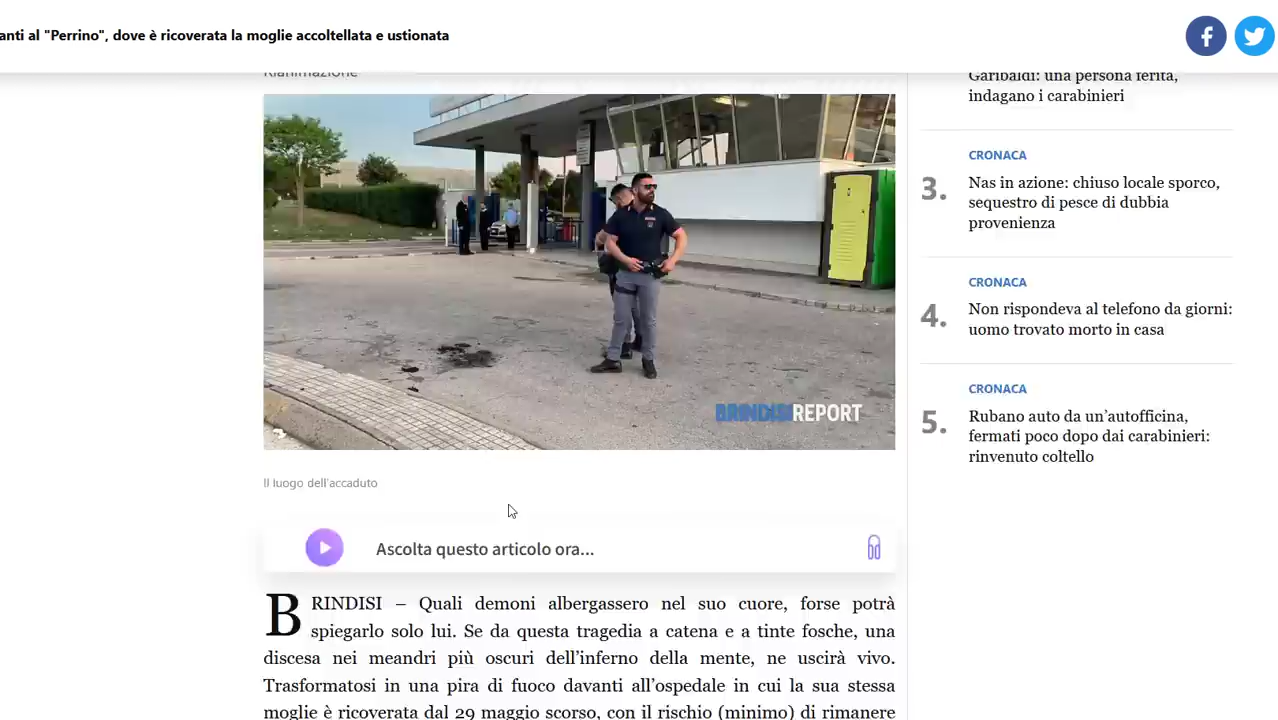 anti al "Perrino", dove è ricoverata la moglie accoltellata e ustionata
Rianimazione
BRINDISIREPORT
Il luogo dell'accaduto
Ascolta questo articolo ora...
BRINDISI – Quali demoni albergassero nel suo cuore, forse potrà
spiegarlo solo lui. Se da questa tragedia a catena e a tinte fosche, una
discesa nei meandri più oscuri dell'inferno della mente, ne uscirà vivo.
Trasformatosi in una pira di fuoco davanti all'ospedale in cui la sua stessa
moglie è ricoverata dal 29 maggio scorso, con il rischio (minimo) di rimanere
Garibaldi: una persona ferita,
indagano i carabinieri
CRONACA
3. Nas in azione: chiuso locale sporco,
sequestro di pesce di dubbia
provenienza
CRONACA
4. Non rispondeva al telefono da giorni:
uomo trovato morto in casa
CRONACA
5. Rubano auto da un'autofficina,
fermati poco dopo dai carabinieri:
rinvenuto coltello